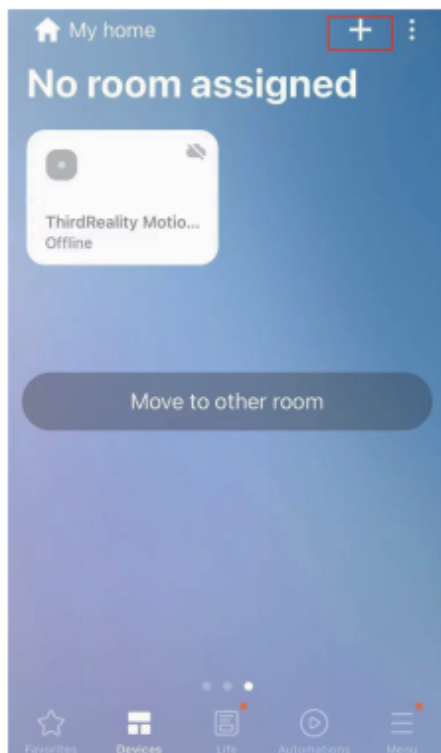 My home
No room assigned
ThirdReality Motio...
Offline
Move to other room
Favorites Devices Life Automations Menu